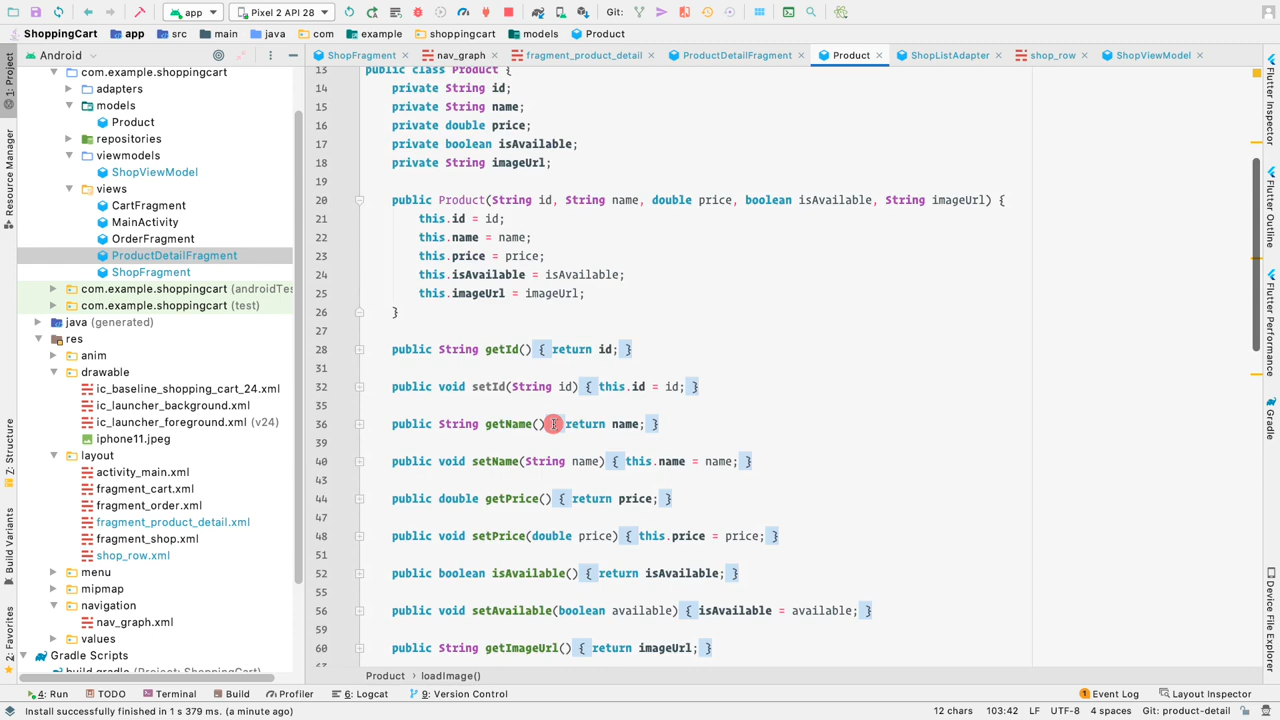 app
Pixel 2 API 28
Git:
ShoppingCart
app
src
main
java
com
example
shoppingcart
models
Product
Android
ShopFragment
nav_graph
fragment_product_detail
ProductDetailFragment
Product
ShopListAdapter
shop_row
ShopViewModel
1: Project
Resource Manager
Z: Structure
Build Variants
2: Favorites
com.example.shoppingcart
adapters
models
Product
repositories
viewmodels
ShopViewModel
views
CartFragment
MainActivity
OrderFragment
ProductDetailFragment
ShopFragment
com.example.shoppingcart (androidTes
com.example.shoppingcart (test)
java (generated)
res
anim
drawable
ic_baseline_shopping_cart_24.xml
ic_launcher_background.xml
ic_launcher_foreground.xml (v24)
iphone11.jpeg
layout
activity_main.xml
fragment_cart.xml
fragment_order.xml
fragment_product_detail.xml
fragment_shop.xml
shop_row.xml
menu
mipmap
navigation
nav_graph.xml
values
Gradle Scripts
build.gradle (Project: ShoppingCart)
13 public class Product {
14 private String id;
15 private String name;
16 private double price;
17 private boolean isAvailable;
18 private String imageUrl;
19
20 public Product(String id, String name, double price, boolean isAvailable, String imageUrl) {
21 this.id = id;
22 this.name = name;
23 this.price = price;
24 this.isAvailable = isAvailable;
25 this.imageUrl = imageUrl;
26 }
27
28 public String getId() { return id; }
31
32 public void setId(String id) { this.id = id; }
35
36 public String getName() { return name; }
39
40 public void setName(String name) { this.name = name; }
43
44 public double getPrice() { return price; }
47
48 public void setPrice(double price) { this.price = price; }
51
52 public boolean isAvailable() { return isAvailable; }
55
56 public void setAvailable(boolean available) { isAvailable = available; }
59
60 public String getImageUrl() { return imageUrl; }
63
Flutter Inspector
Flutter Outline
Flutter Performance
Gradle
Device File Explorer
Product
loadImage()
4: Run
TODO
Terminal
Build
Profiler
6: Logcat
9: Version Control
Event Log
Layout Inspector
Install successfully finished in 1 s 379 ms. (a minute ago)
12 chars
103:42
LF
UTF-8
4 spaces
Git: product-detail